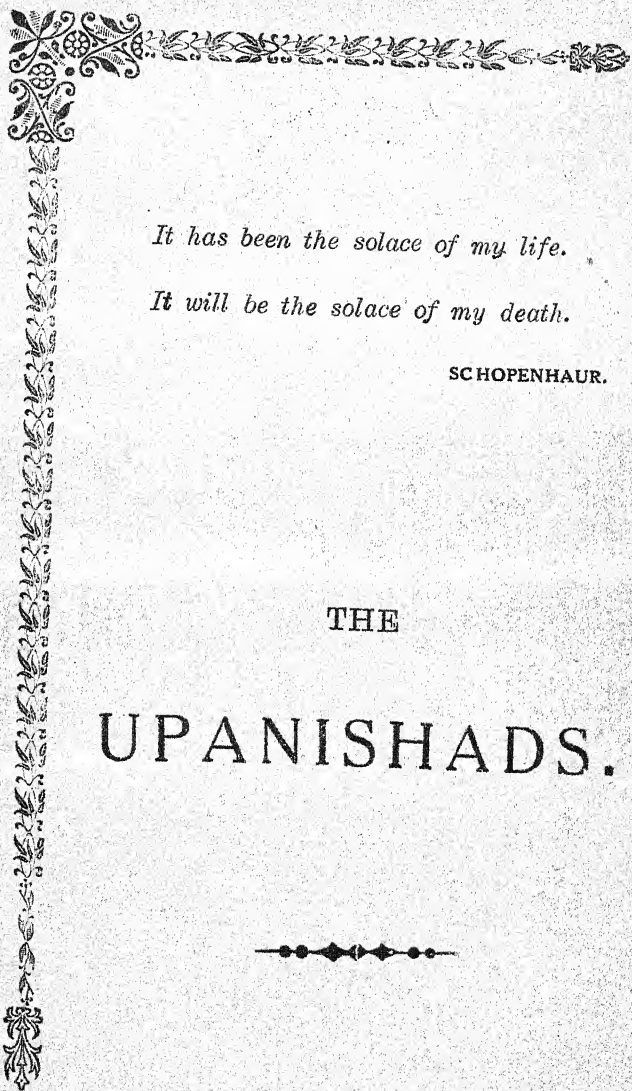 It has been the solace of my life.
It will be the solace of my death.
SCHOPENHAUR.
THE
UPANISHADS.